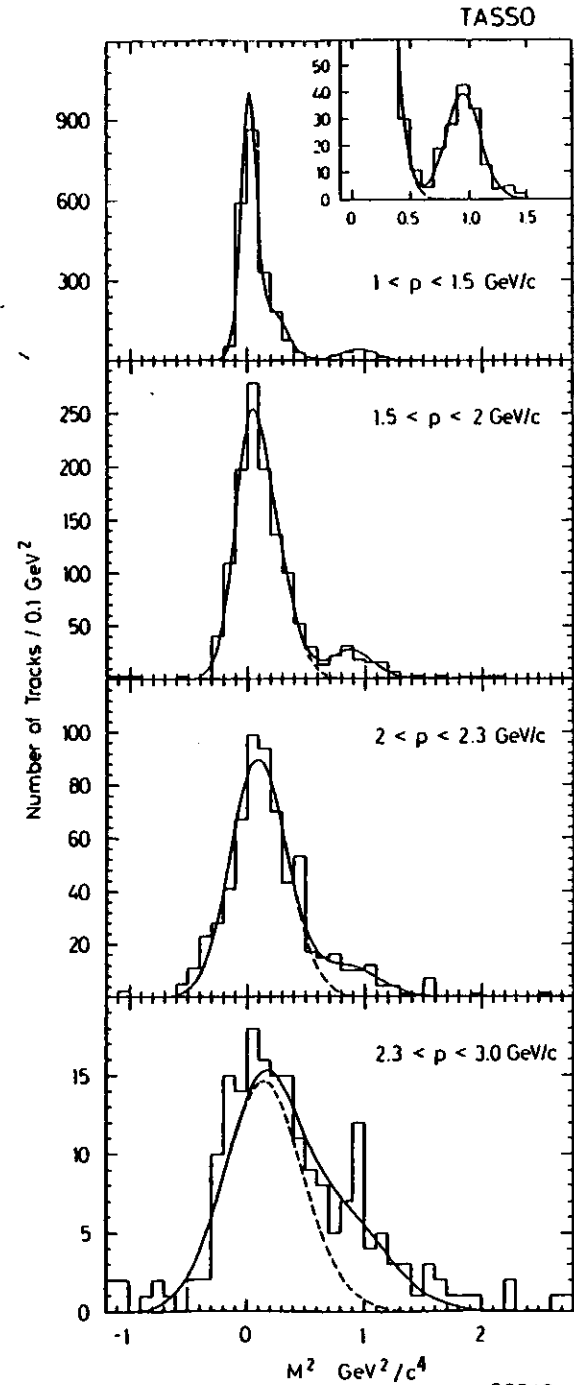 TASSO
50
40
30
20
10
0
0 0.5 1.0 1.5
900
600
300
1 < p < 1.5 GeV/c
250
200
150
100
50
1.5 < p < 2 GeV/c
100
80
60
40
20
2 < p < 2.3 GeV/c
15
10
5
0
2.3 < p < 3.0 GeV/c
-1 0 1 2
Number of Tracks / 0.1 GeV²
M² GeV²/c⁴